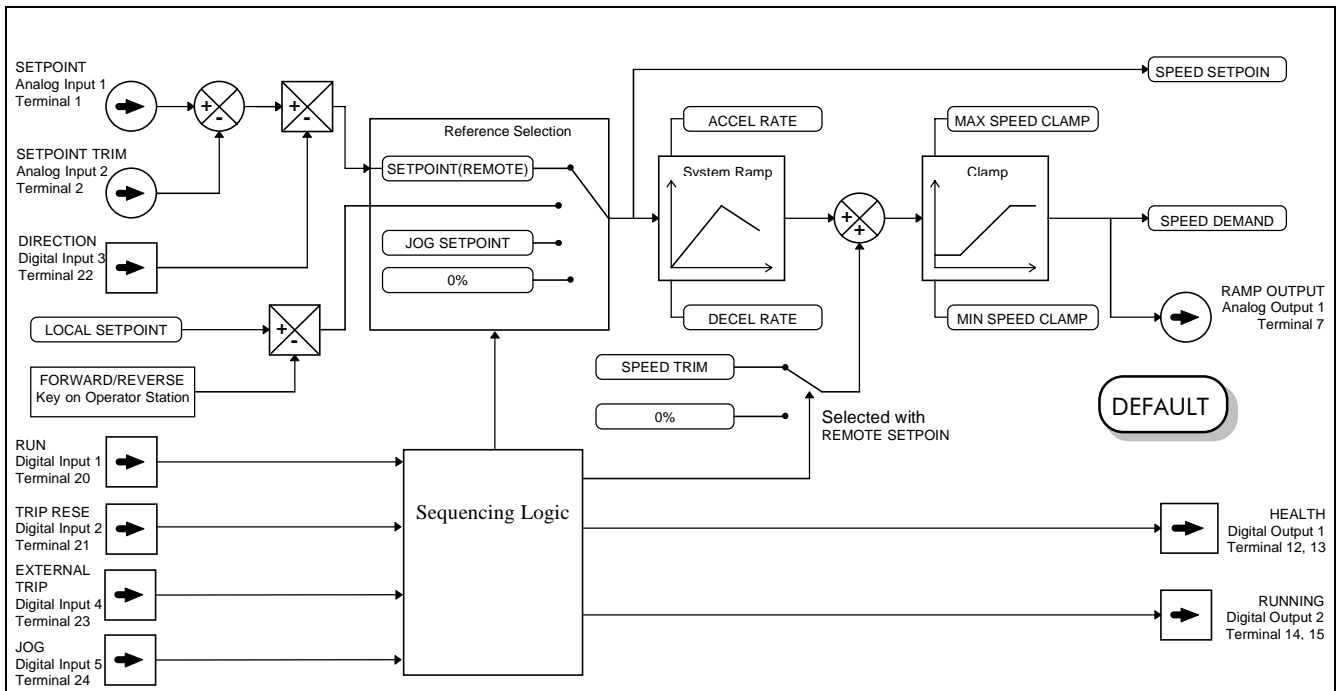 SETPOINT
Analog Input 1
Terminal 1
+
-
+
-
SETPOINT TRIM
Analog Input 2
Terminal 2
DIRECTION
Digital Input 3
Terminal 22
LOCAL SETPOINT
+
-
FORWARD/REVERSE
Key on Operator Station
Reference Selection
SETPOINT(REMOTE)
JOG SETPOINT
0%
ACCEL RATE
System Ramp
DECEL RATE
+
+
MAX SPEED CLAMP
Clamp
MIN SPEED CLAMP
SPEED SETPOIN
SPEED DEMAND
RAMP OUTPUT
Analog Output 1
Terminal 7
SPEED TRIM
0%
Selected with
REMOTE SETPOIN
DEFAULT
RUN
Digital Input 1
Terminal 20
TRIP RESE
Digital Input 2
Terminal 21
EXTERNAL
TRIP
Digital Input 4
Terminal 23
JOG
Digital Input 5
Terminal 24
Sequencing Logic
HEALTH
Digital Output 1
Terminal 12, 13
RUNNING
Digital Output 2
Terminal 14, 15